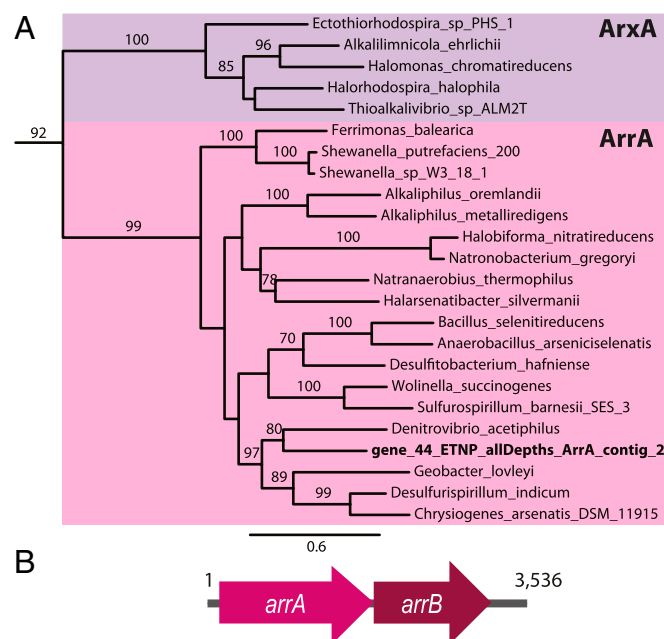 A
ArxA
Ectothiorhodospira_sp_PHS_1
100
96
Alkalilimnicola_ehrlichii
85
Halomonas_chromatireducens
Halorhodospira_halophila
Thioalkalivibrio_sp_ALM2T
92
ArrA
Ferrimonas_balearica
100
Shewanella_putrefaciens_200
100
Shewanella_sp_W3_18_1
99
Alkaliphilus_oremlandii
100
Alkaliphilus_metalliredigens
Halobiforma_nitratireducens
100
Natronobacterium_gregoryi
78
Natranaerobius_thermophilus
Halarsenatibacter_silvermanii
Bacillus_selenitireducens
100
70
Anaerobacillus_arseniciselenatis
Desulfitobacterium_hafniense
Wolinella_succinogenes
100
Sulfurospirillum_barnesii_SES_3
Denitrovibrio_acetiphilus
80
gene_44_ETNP_allDepths_ArrA_contig_2
97
Geobacter_lovleyi
89
Desulfurispirillum_indicum
99
Chrysiogenes_arsenatis_DSM_11915
0.6
B
1
3,536
arrA
arrB